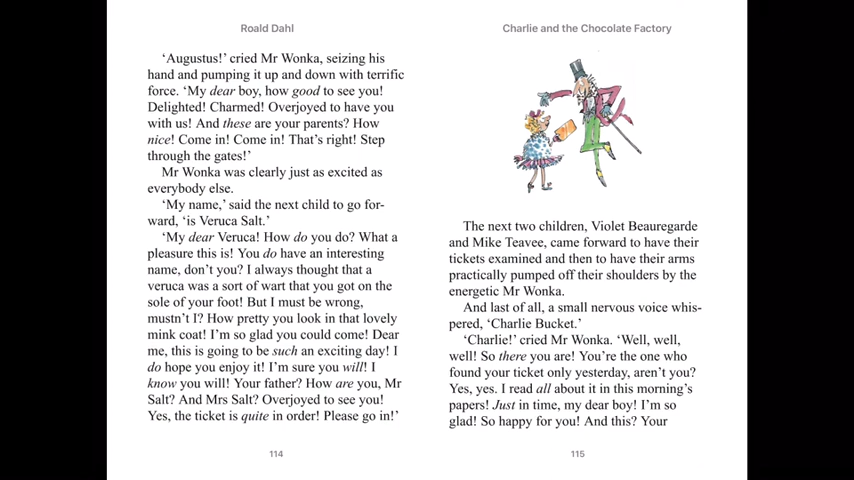 Roald Dahl
‘Augustus!’ cried Mr Wonka, seizing his
hand and pumping it up and down with terrific
force. ‘My dear boy, how good to see you!
Delighted! Charmed! Overjoyed to have you
with us! And these are your parents? How
nice! Come in! Come in! That’s right! Step
through the gates!’
Mr Wonka was clearly just as excited as
everybody else.
‘My name,’ said the next child to go for-
ward, ‘is Veruca Salt.’
‘My dear Veruca! How do you do? What a
pleasure this is! You do have an interesting
name, don’t you? I always thought that a
veruca was a sort of wart that you got on the
sole of your foot! But I must be wrong,
mustn’t I? How pretty you look in that lovely
mink coat! I’m so glad you could come! Dear
me, this is going to be such an exciting day! I
do hope you enjoy it! I’m sure you will! I
know you will! Your father? How are you, Mr
Salt? And Mrs Salt? Overjoyed to see you!
Yes, the ticket is quite in order! Please go in!’
114
Charlie and the Chocolate Factory
The next two children, Violet Beauregarde
and Mike Teavee, came forward to have their
tickets examined and then to have their arms
practically pumped off their shoulders by the
energetic Mr Wonka.
And last of all, a small nervous voice whis-
pered, ‘Charlie Bucket.’
‘Charlie!’ cried Mr Wonka. ‘Well, well,
well! So there you are! You’re the one who
found your ticket only yesterday, aren’t you?
Yes, yes. I read all about it in this morning’s
papers! Just in time, my dear boy! I’m so
glad! So happy for you! And this? Your
115